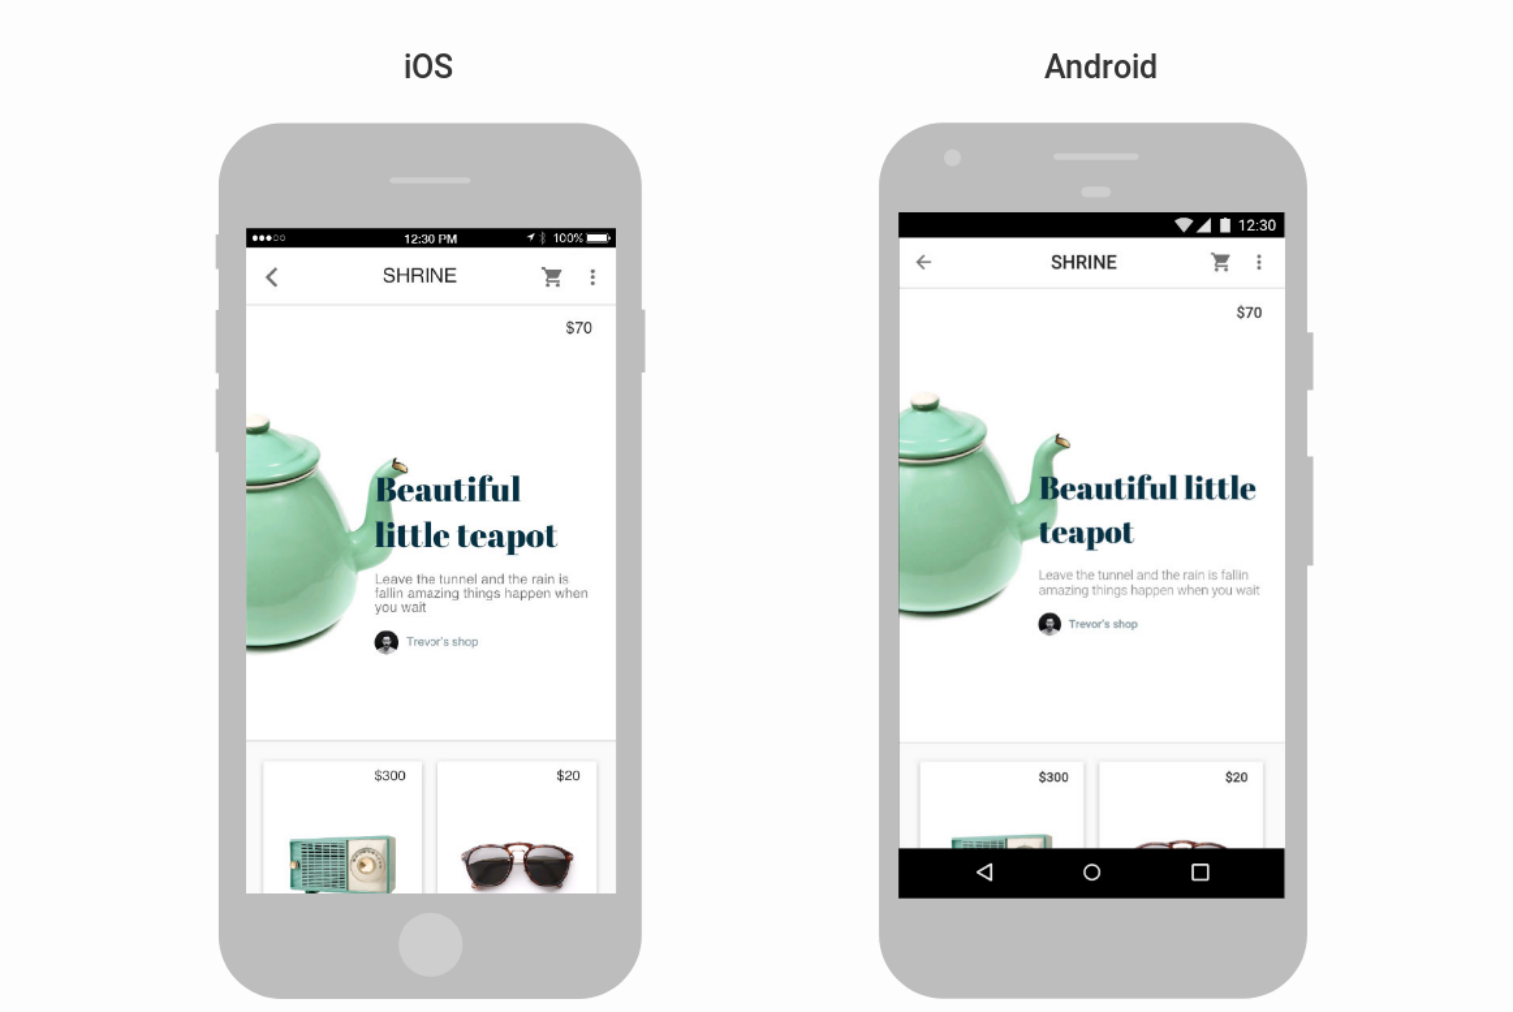 iOS
Android
12:30 PM
100%
SHRINE
$70
Beautiful
little teapot
Leave the tunnel and the rain is
fallin amazing things happen when
you wait
Trevor's shop
$300
$20
12:30
SHRINE
$70
Beautiful little
teapot
Leave the tunnel and the rain is fallin
amazing things happen when you wait
Trevor's shop
$300
$20